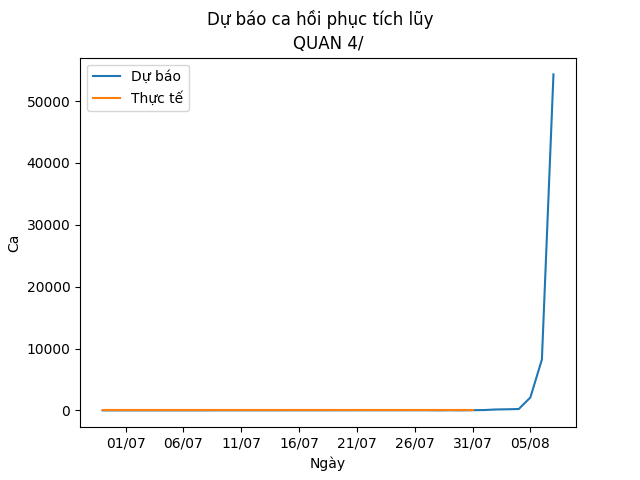 Dự báo ca hồi phục tích lũy
QUAN 4/
Dự báo
Thực tế
Ca
50000
40000
30000
20000
10000
0
01/07 06/07 11/07 16/07 21/07 26/07 31/07 05/08
Ngày